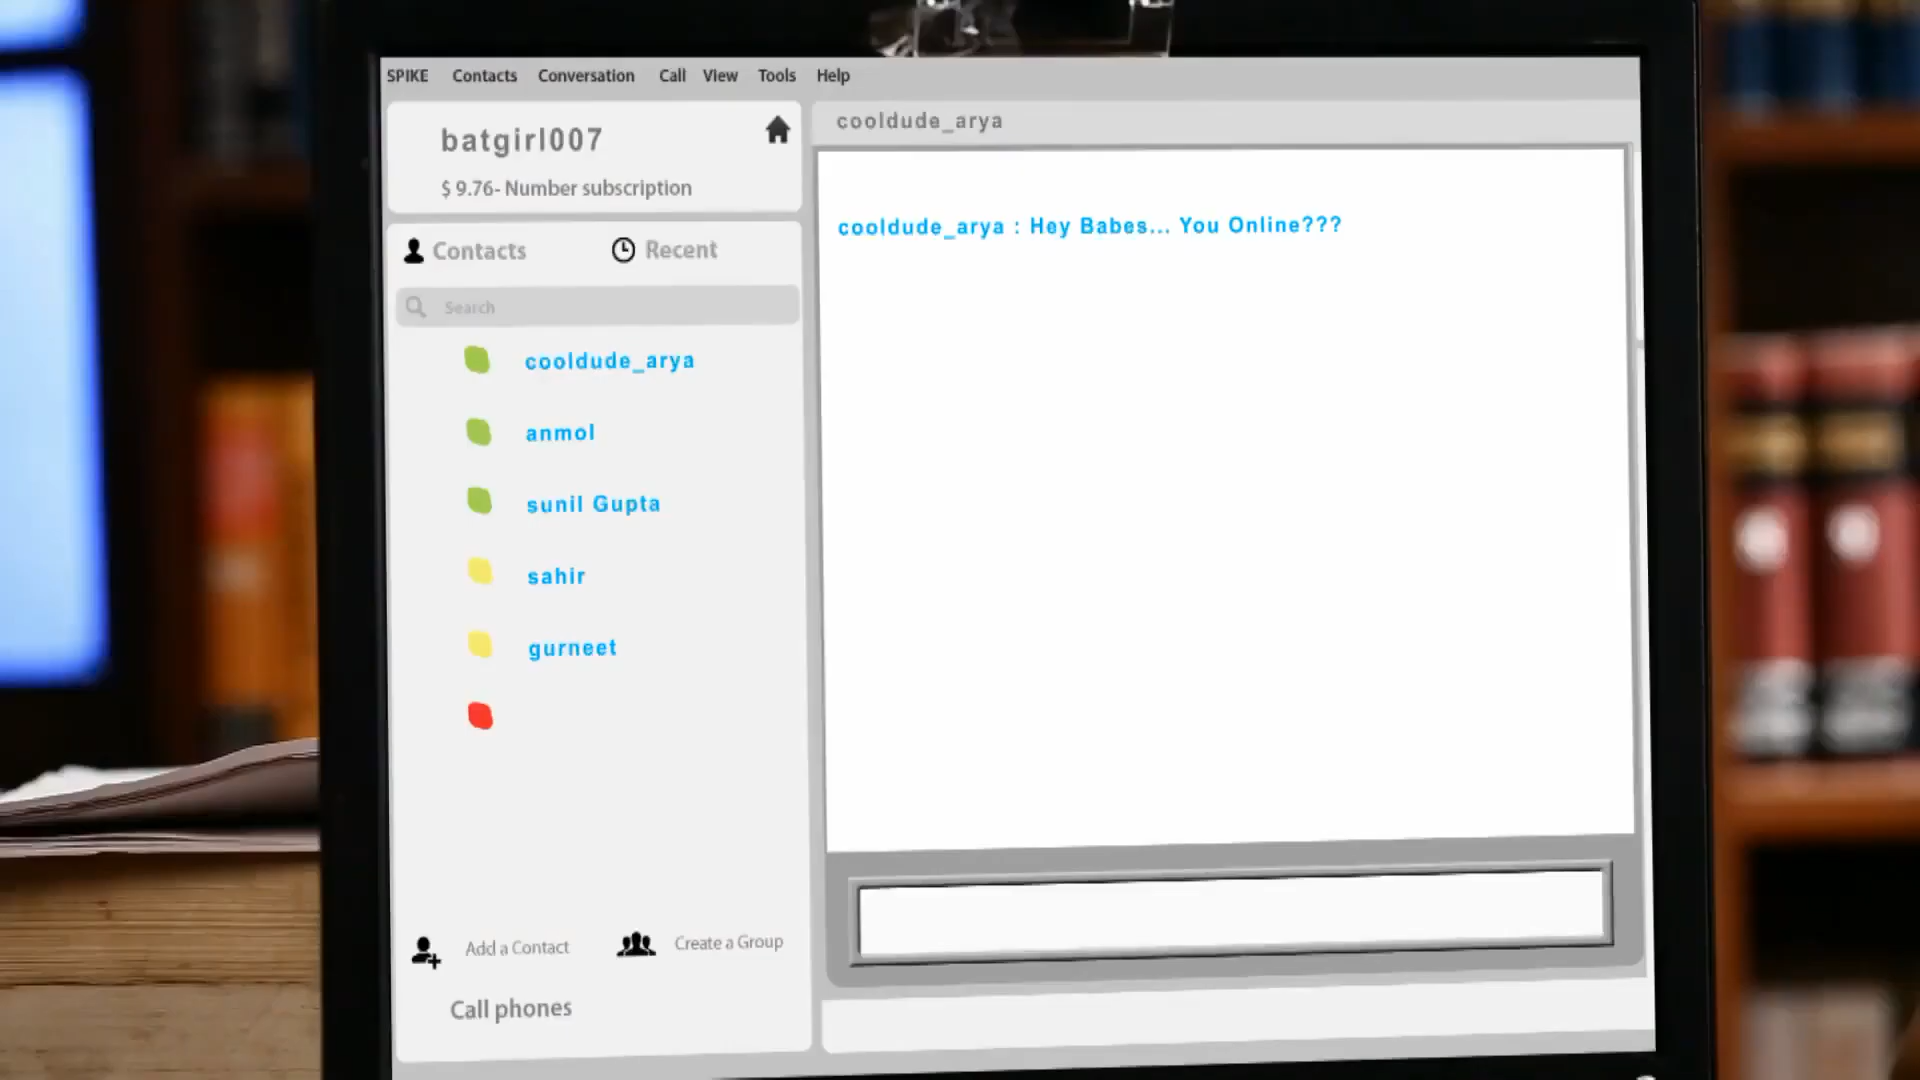 SPIKE Contacts Conversation Call View Tools Help
batgirl007
$ 9.76- Number subscription
Contacts Recent
Search
cooldude_arya
anmol
sunil Gupta
sahir
gurneet
Add a Contact Create a Group
Call phones
cooldude_arya
cooldude_arya : Hey Babes... You Online???